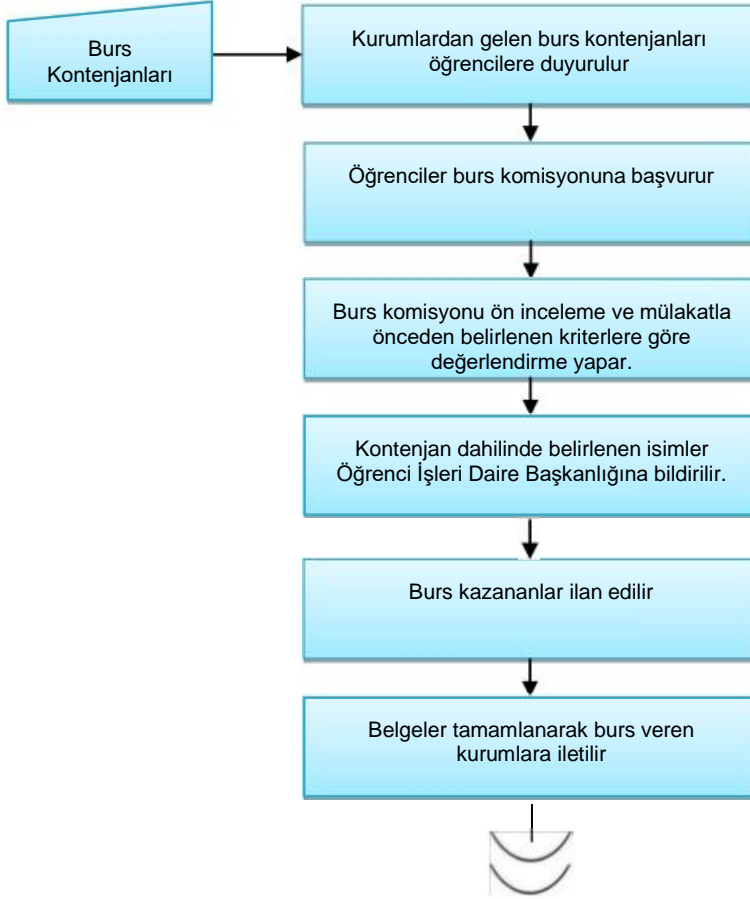 Burs
Kontenjanları
Kurumlardan gelen burs kontenjanları
öğrencilere duyurulur
Öğrenciler burs komisyonuna başvurur
Burs komisyonu ön inceleme ve mülakatla
önceden belirlenen kriterlere göre
değerlendirme yapar.
Kontenjan dahilinde belirlenen isimler
Öğrenci İşleri Daire Başkanlığına bildirilir.
Burs kazananlar ilan edilir
Belgeler tamamlanarak burs veren
kurumlara iletilir